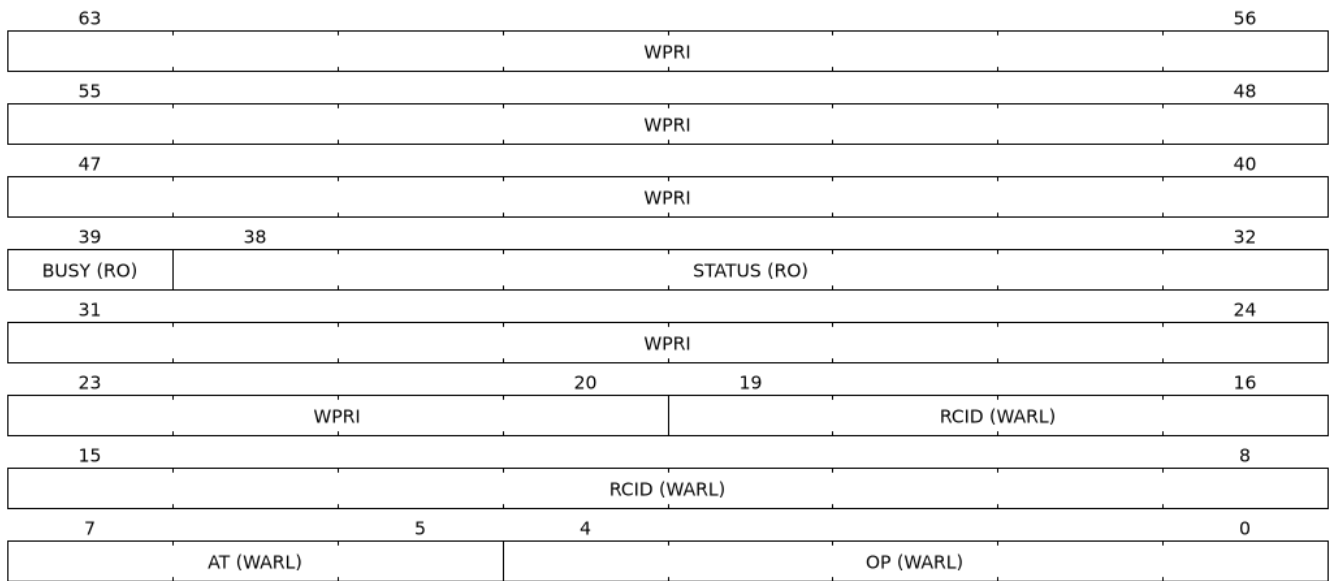 63 56
WPRI
55 48
WPRI
47 40
WPRI
39 38 32
BUSY (RO) STATUS (RO)
31 24
WPRI
23 20 19 16
WPRI RCID (WARL)
15 8
RCID (WARL)
7 5 4 0
AT (WARL) OP (WARL)